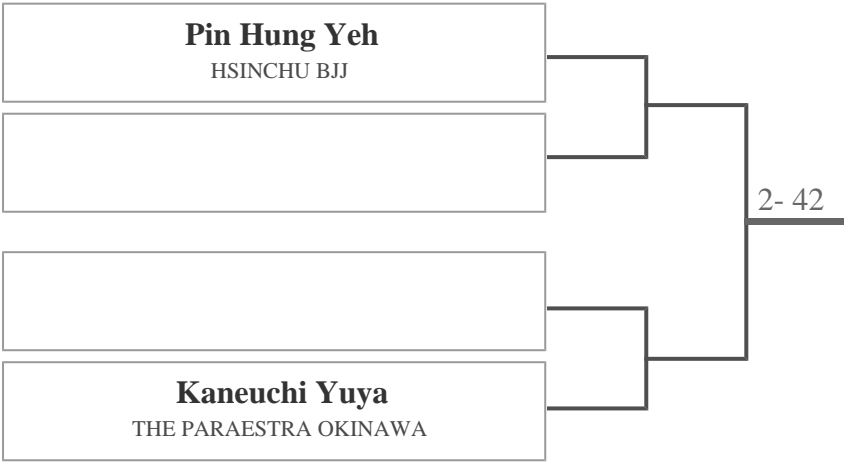 Pin Hung Yeh
HSINCHU BJJ
2- 42
Kaneuchi Yuya
THE PARAESTRA OKINAWA